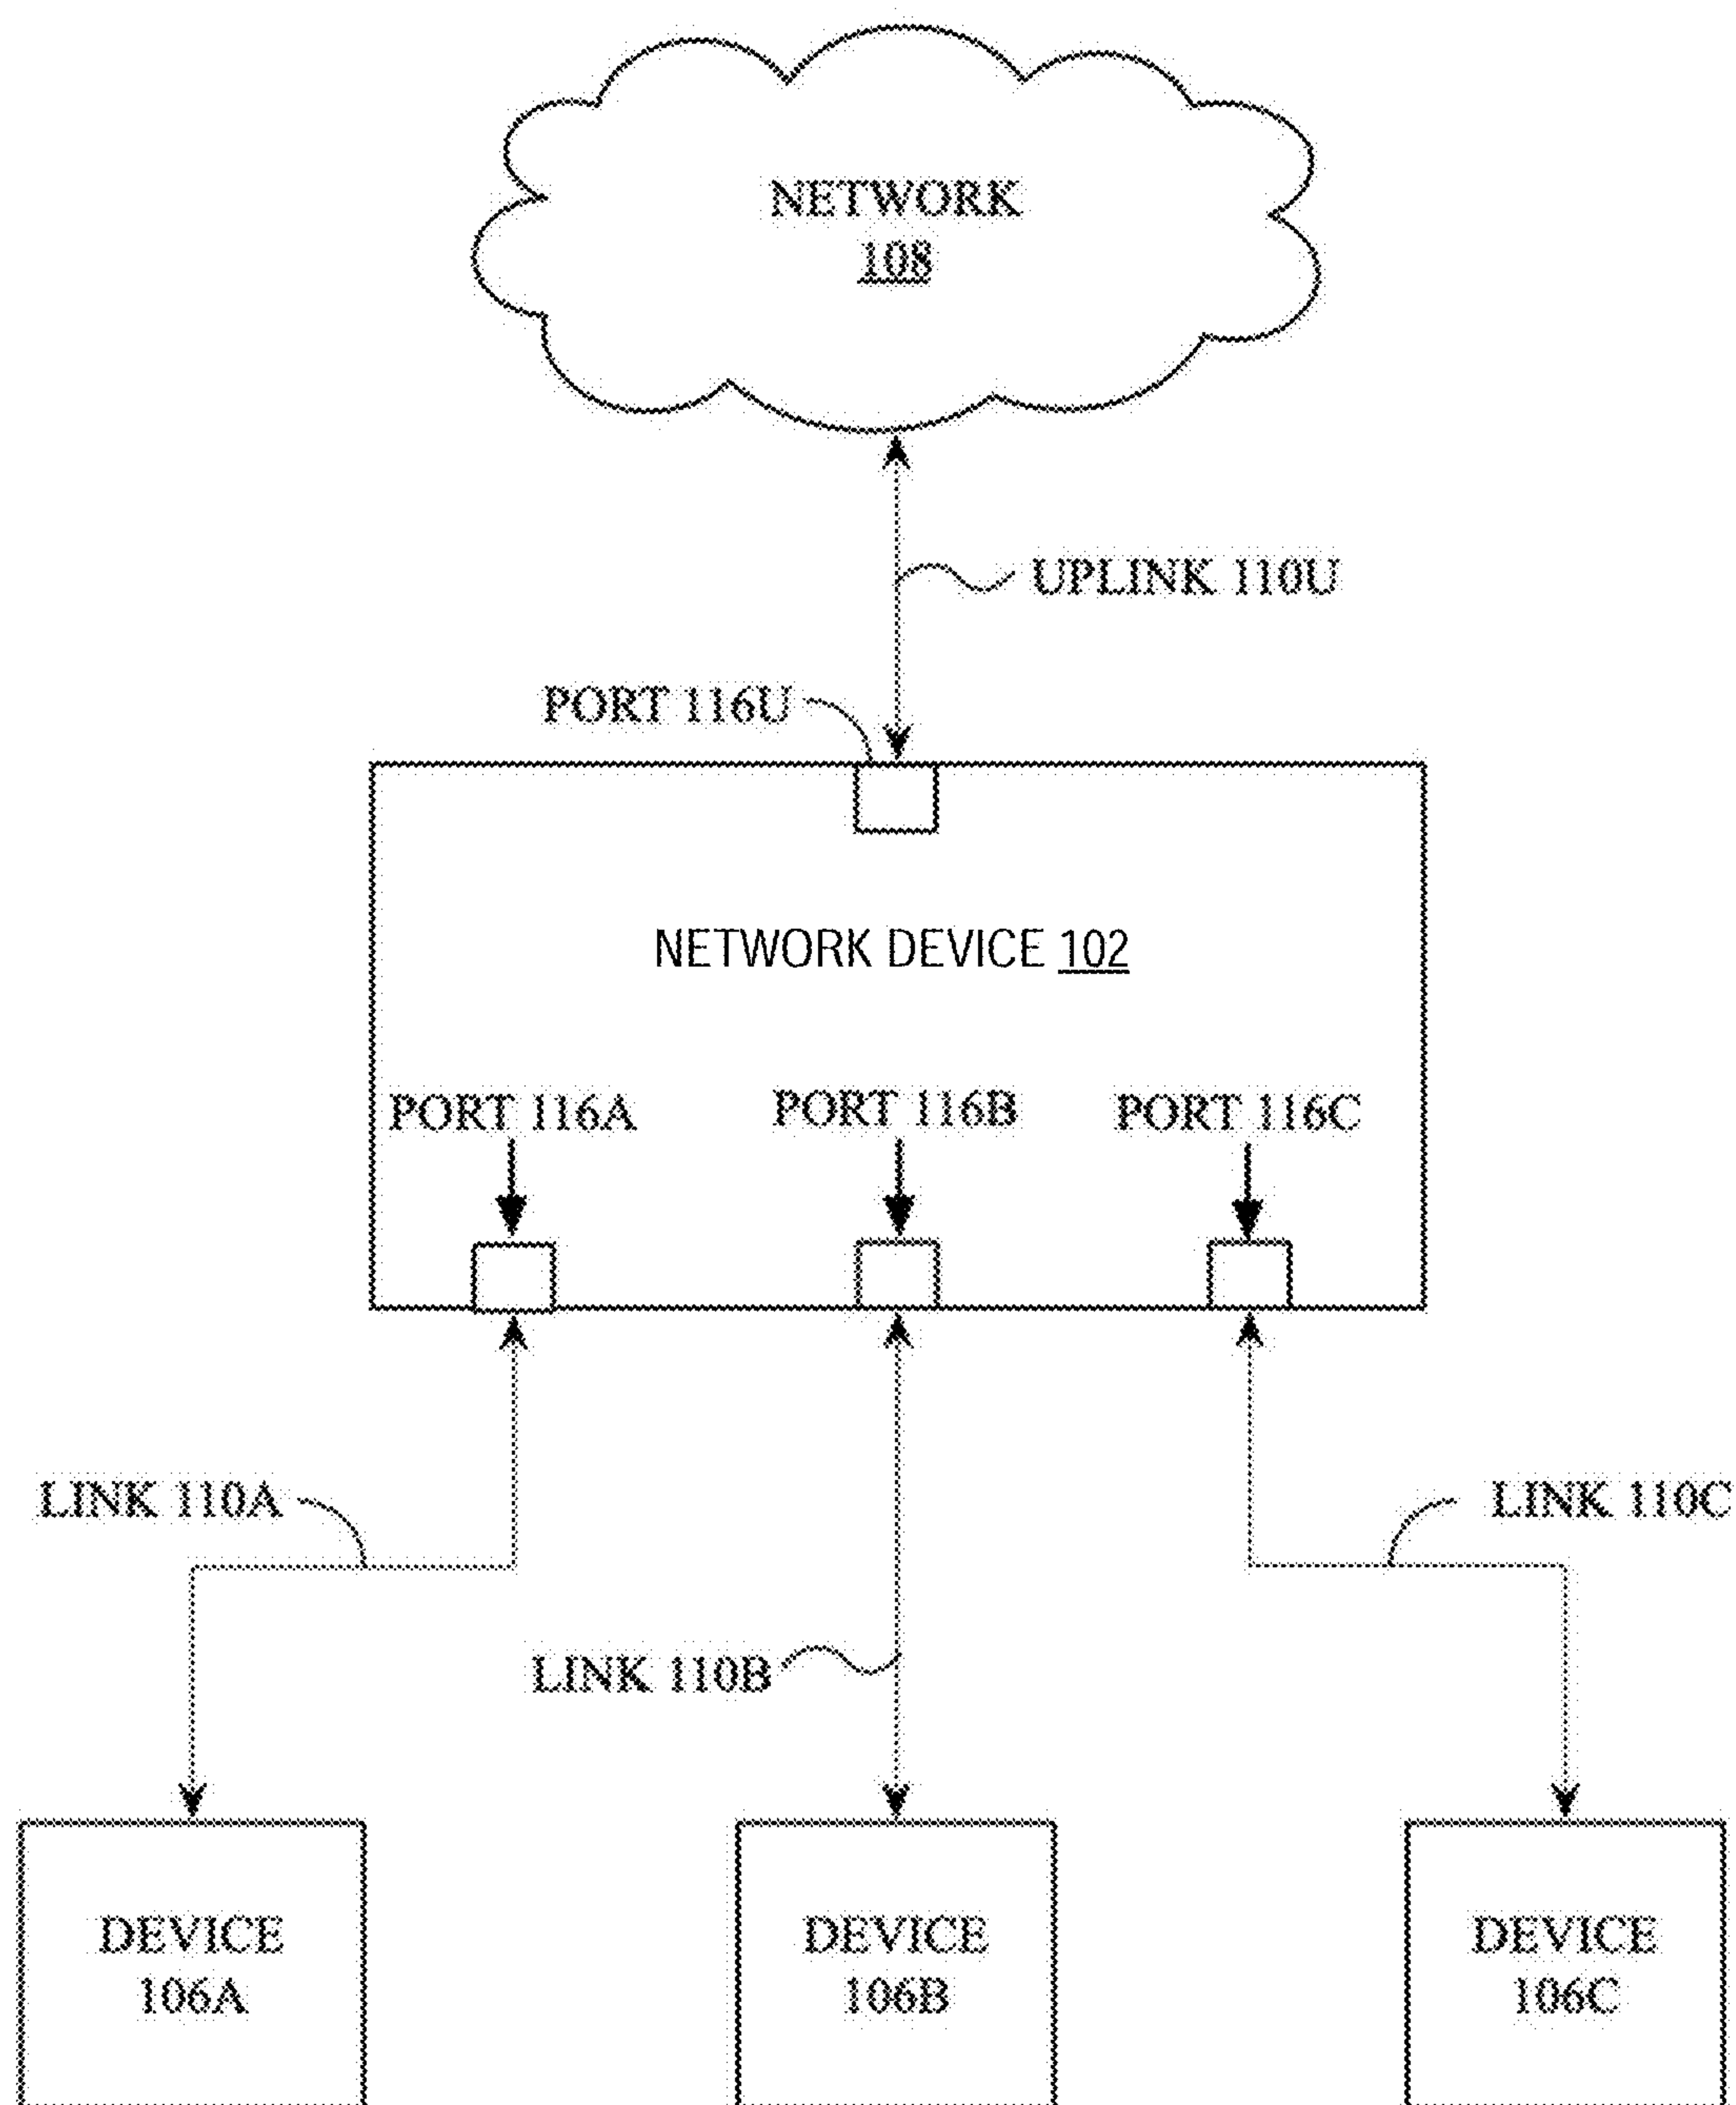 NETWORK
108
UPLINK 110U
PORT 116U
NETWORK DEVICE 102
PORT 116A
PORT 116B
PORT 116C
LINK 110A
LINK 110C
LINK 110B
DEVICE
106A
DEVICE
106B
DEVICE
106C